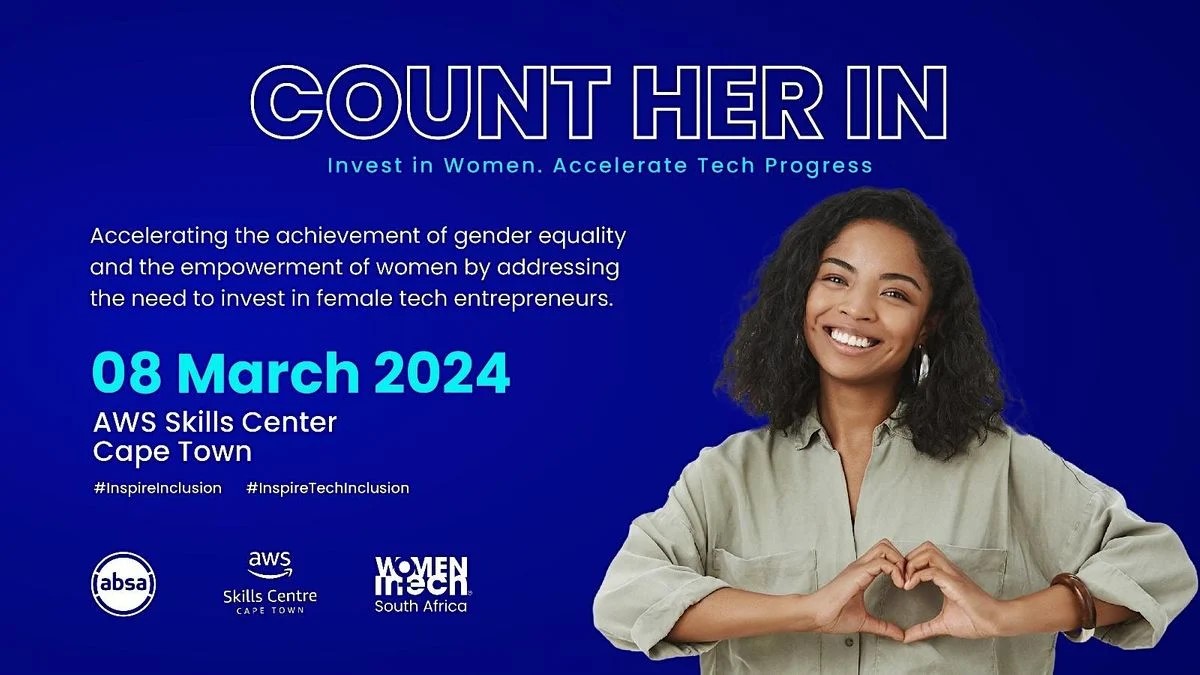 COUNT HER IN
Invest in Women. Accelerate Tech Progress
Accelerating the achievement of gender equality
and the empowerment of women by addressing
the need to invest in female tech entrepreneurs.
08 March 2024
AWS Skills Center
Cape Town
#InspireInclusion #InspireTechInclusion
absa
aws
Skills Centre
CAPE TOWN
WOMEN
in tech
South Africa